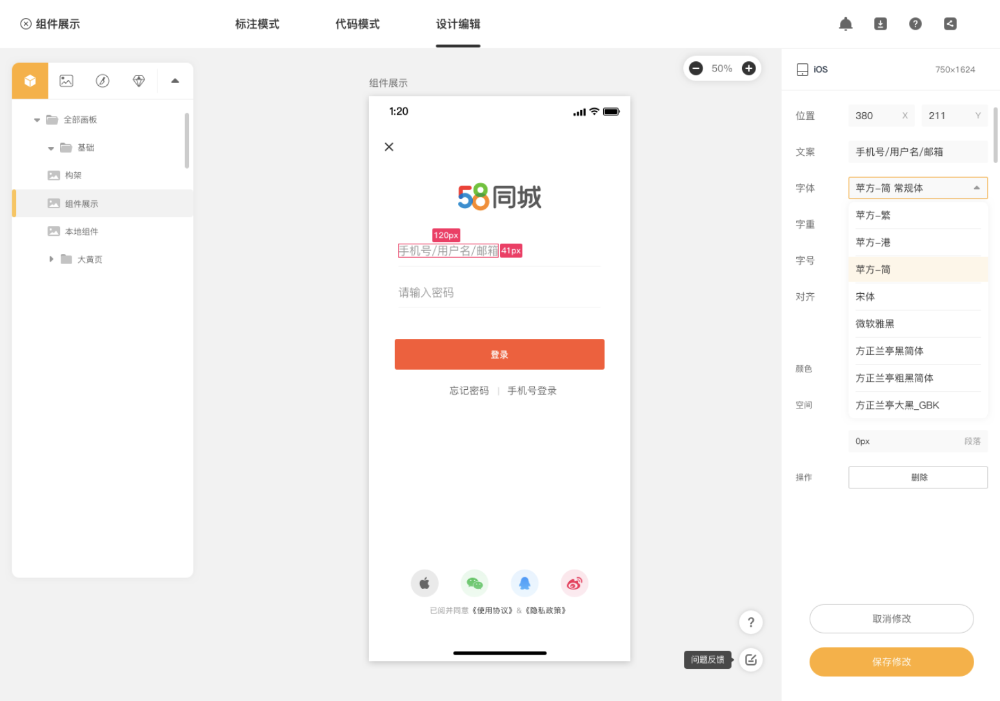 组件展示
标注模式
代码模式
设计编辑
全部画板
基础
构架
组件展示
本地组件
大黄页
50%
组件展示
1:20
58同城
120px
手机号/用户名/邮箱
41px
请输入密码
登录
忘记密码 | 手机号登录
已阅并同意《使用协议》&《隐私政策》
?
问题反馈
iOS
750×1624
位置
380 X
211 Y
文案
手机号/用户名/邮箱
字体
苹方-简 常规体
苹方-繁
字重
苹方-港
字号
苹方-简
对齐
宋体
微软雅黑
方正兰亭黑简体
颜色
方正兰亭粗黑简体
空间
方正兰亭大黑_GBK
0px 段落
操作
删除
取消修改
保存修改